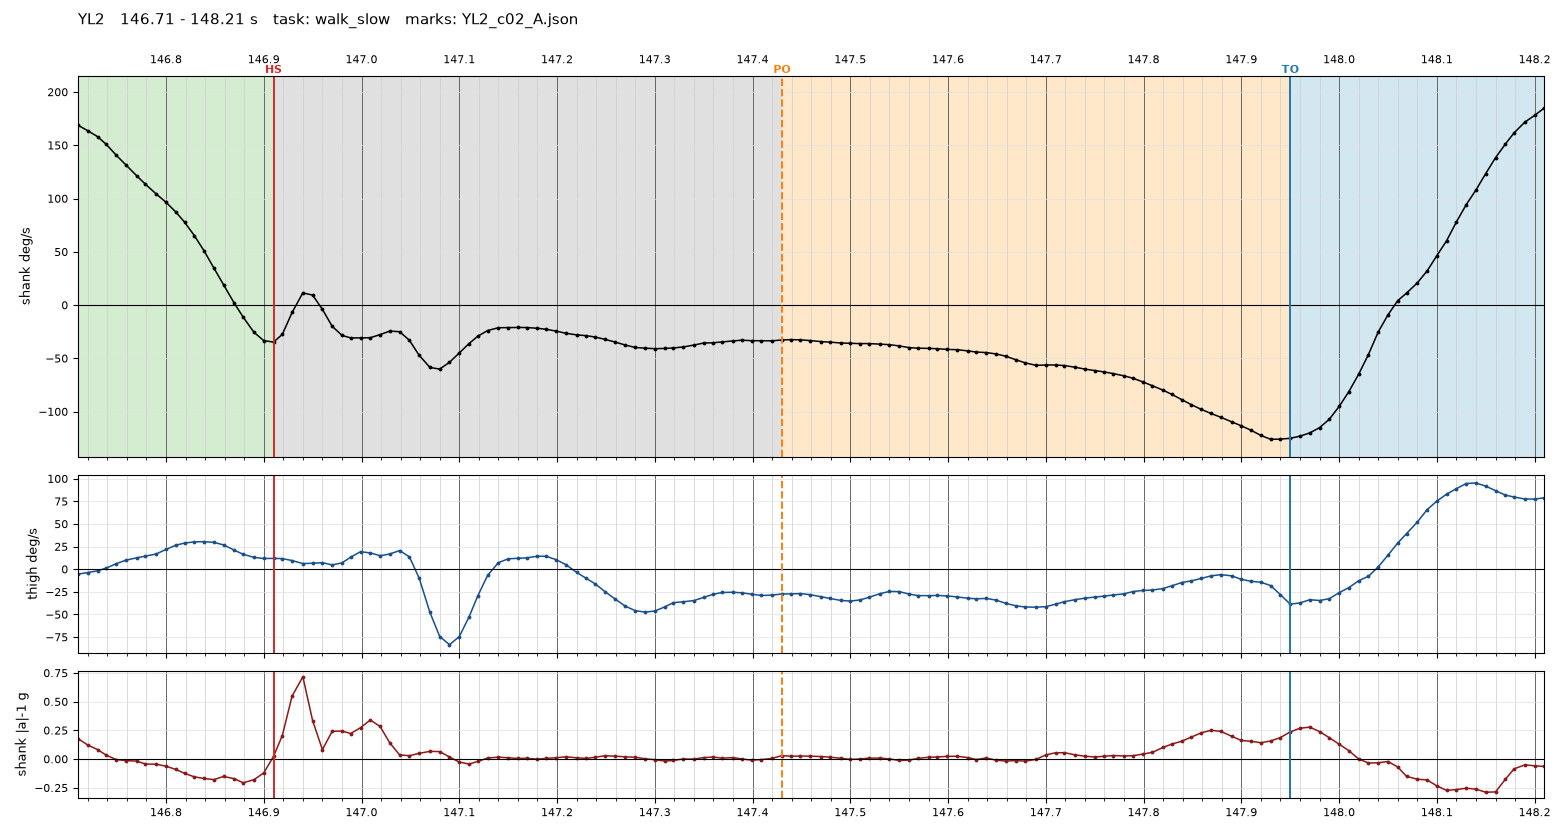 YL2 146.71 - 148.21 s task: walk_slow marks: YL2_c02_A.json
146.8 146.9 147.0 147.1 147.2 147.3 147.4 147.5 147.6 147.7 147.8 147.9 148.0 148.1 148.2
HS PO TO
200
150
100
50
0
−50
−100
shank deg/s
100
75
50
25
0
−25
−50
−75
thigh deg/s
0.75
0.50
0.25
0.00
−0.25
shank |a|-1 g
146.8 146.9 147.0 147.1 147.2 147.3 147.4 147.5 147.6 147.7 147.8 147.9 148.0 148.1 148.2